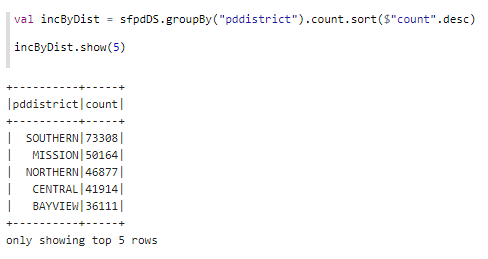 val incByDist = sfpdDS.groupBy("pddistrict").count.sort($"count".desc)
incByDist.show(5)
+----------+-----+
|pddistrict|count|
+----------+-----+
|  SOUTHERN|73308|
|   MISSION|50164|
|  NORTHERN|46877|
|   CENTRAL|41914|
|   BAYVIEW|36111|
+----------+-----+
only showing top 5 rows